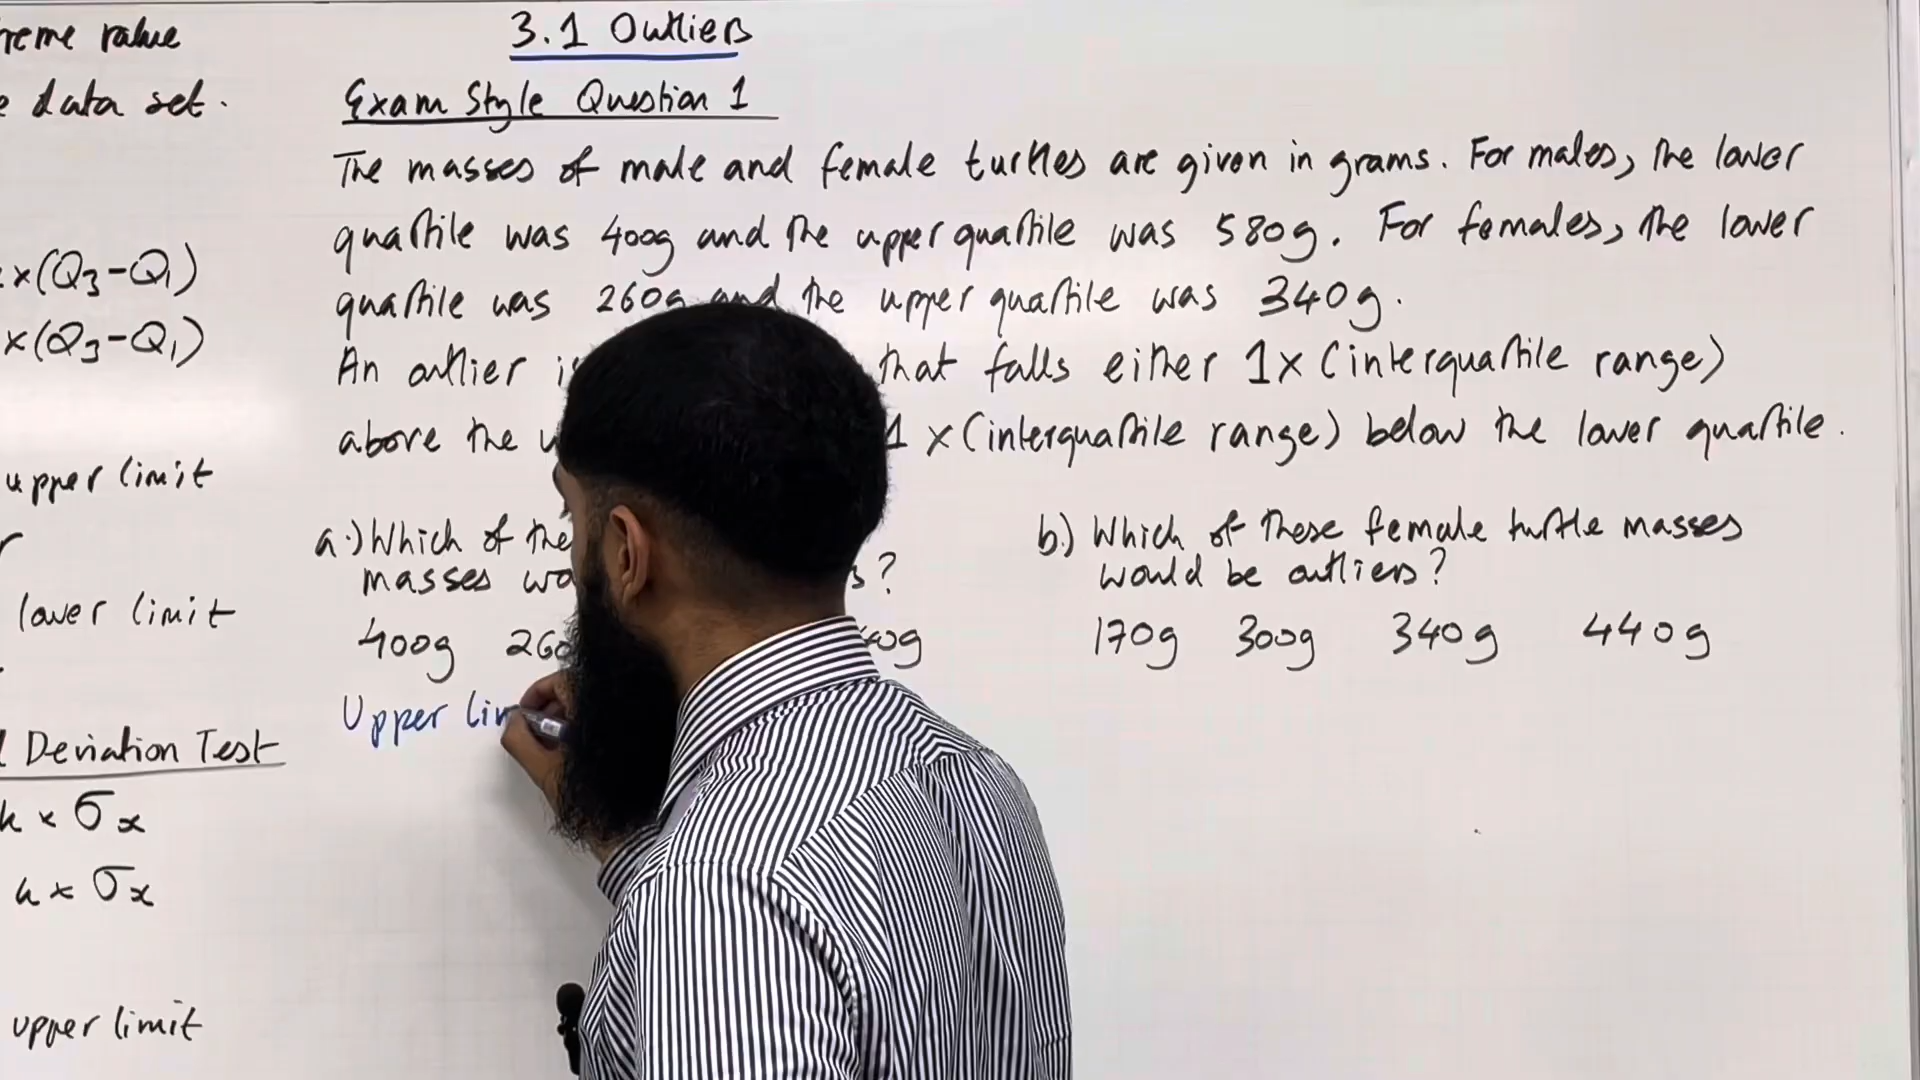 3.1 Outliers
reme value
data set.
Exam Style Question 1
The masses of male and female turtles are given in grams. For males, the lower
quartile was 400g and the upper quartile was 580g. For females, the lower
quartile was 260g and the upper quartile was 340g.
An outlier that falls either 1x (interquartile range)
above the 1 x (interquartile range) below the lower quartile.
x(Q3-Q1)
x(Q3-Q1)
upper limit
lower limit
a.) Which of the
masses ?
400g 260
Upper
b.) Which of these female turtle masses
would be outliers?
170g 300g 340g 440g
Deviation Test
k x σx
k x σx
upper limit